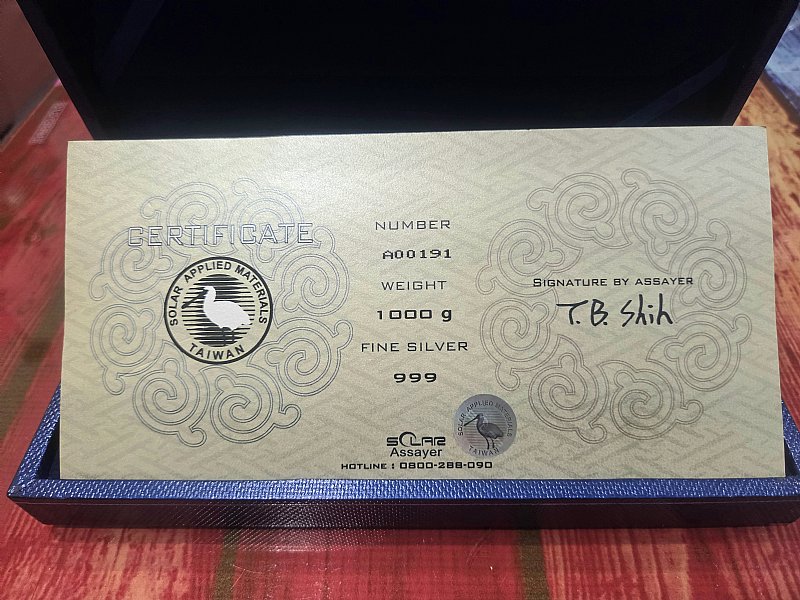 CERTIFICATE
SOLAR APPLIED MATERIALS
TAIWAN
NUMBER
A00191
WEIGHT
1000 g
FINE SILVER
999
SOLAR
Assayer
HOTLINE : 0800-288-090
SOLAR APPLIED MATERIALS
TAIWAN
SIGNATURE BY ASSAYER
T. B. Shih